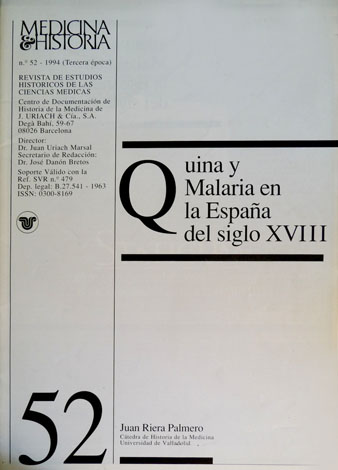 MEDICINA
& HISTORIA
n.º 52 - 1994 (Tercera época)
REVISTA DE ESTUDIOS
HISTORICOS DE LAS
CIENCIAS MEDICAS
Centro de Documentación de
Historia de la Medicina de
J. URIACH & Cía., S.A.
Degà Bahí, 59-67
08026 Barcelona
Director:
Dr. Juan Uriach Marsal
Secretario de Redacción:
Dr. José Danón Bretos
Soporte Válido con la
Ref. SVR n.º 479
Dep. legal: B.27.541 - 1963
ISSN: 0300-8169
Quina y
Malaria en
la España
del siglo XVIII
52
Juan Riera Palmero
Cátedra de Historia de la Medicina
Universidad de Valladolid